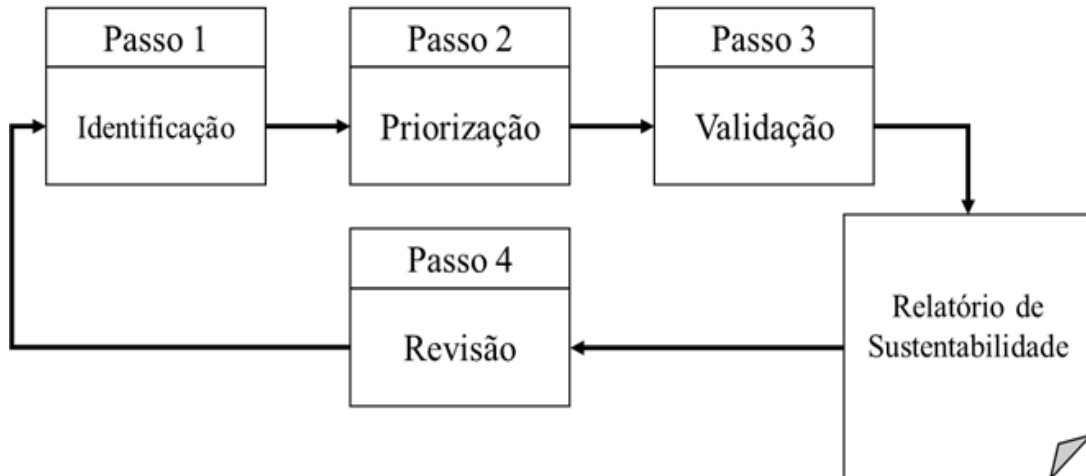 Passo 1
Identificação
Passo 2
Priorização
Passo 3
Validação
Relatório de
Sustentabilidade
Passo 4
Revisão